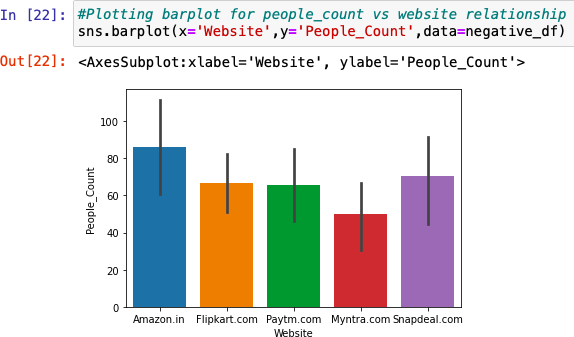 In [22]: #Plotting barplot for people_count vs website relationship
sns.barplot(x='Website',y='People_Count',data=negative_df)
Out[22]: <AxesSubplot:xlabel='Website', ylabel='People_Count'>
100
80
60
40
20
0
People_Count
Amazon.in Flipkart.com Paytm.com Myntra.com Snapdeal.com
Website